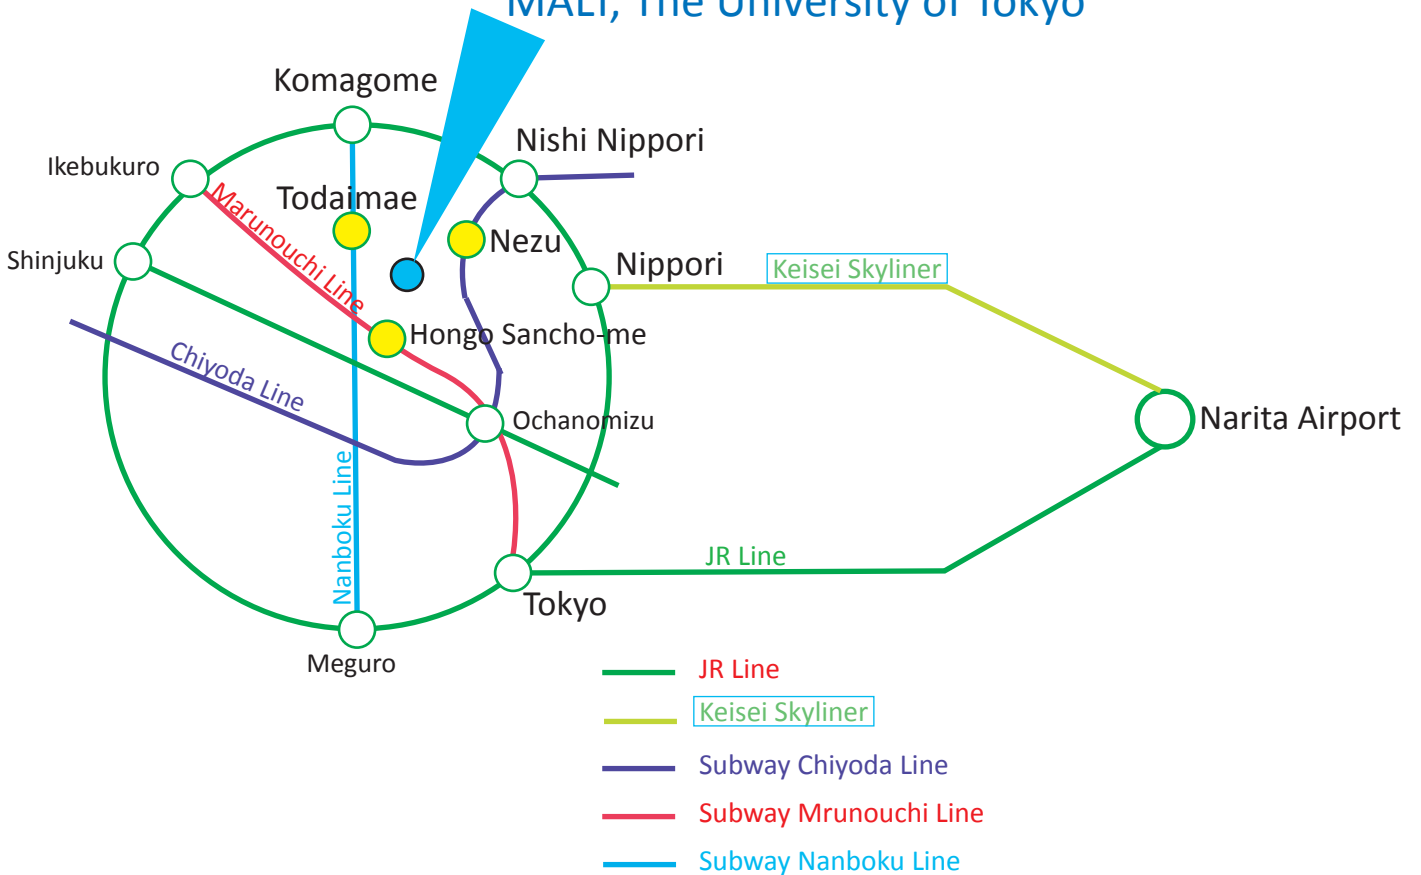 MALT, The University of Tokyo
Komagome
Nishi Nippori
Ikebukuro
Todaimae
Marunouchi Line
Nezu
Shinjuku
Nippori
Keisei Skyliner
Hongo Sancho-me
Chiyoda Line
Ochanomizu
Narita Airport
Nanboku Line
JR Line
Tokyo
Meguro
JR Line
Keisei Skyliner
Subway Chiyoda Line
Subway Mrunouchi Line
Subway Nanboku Line